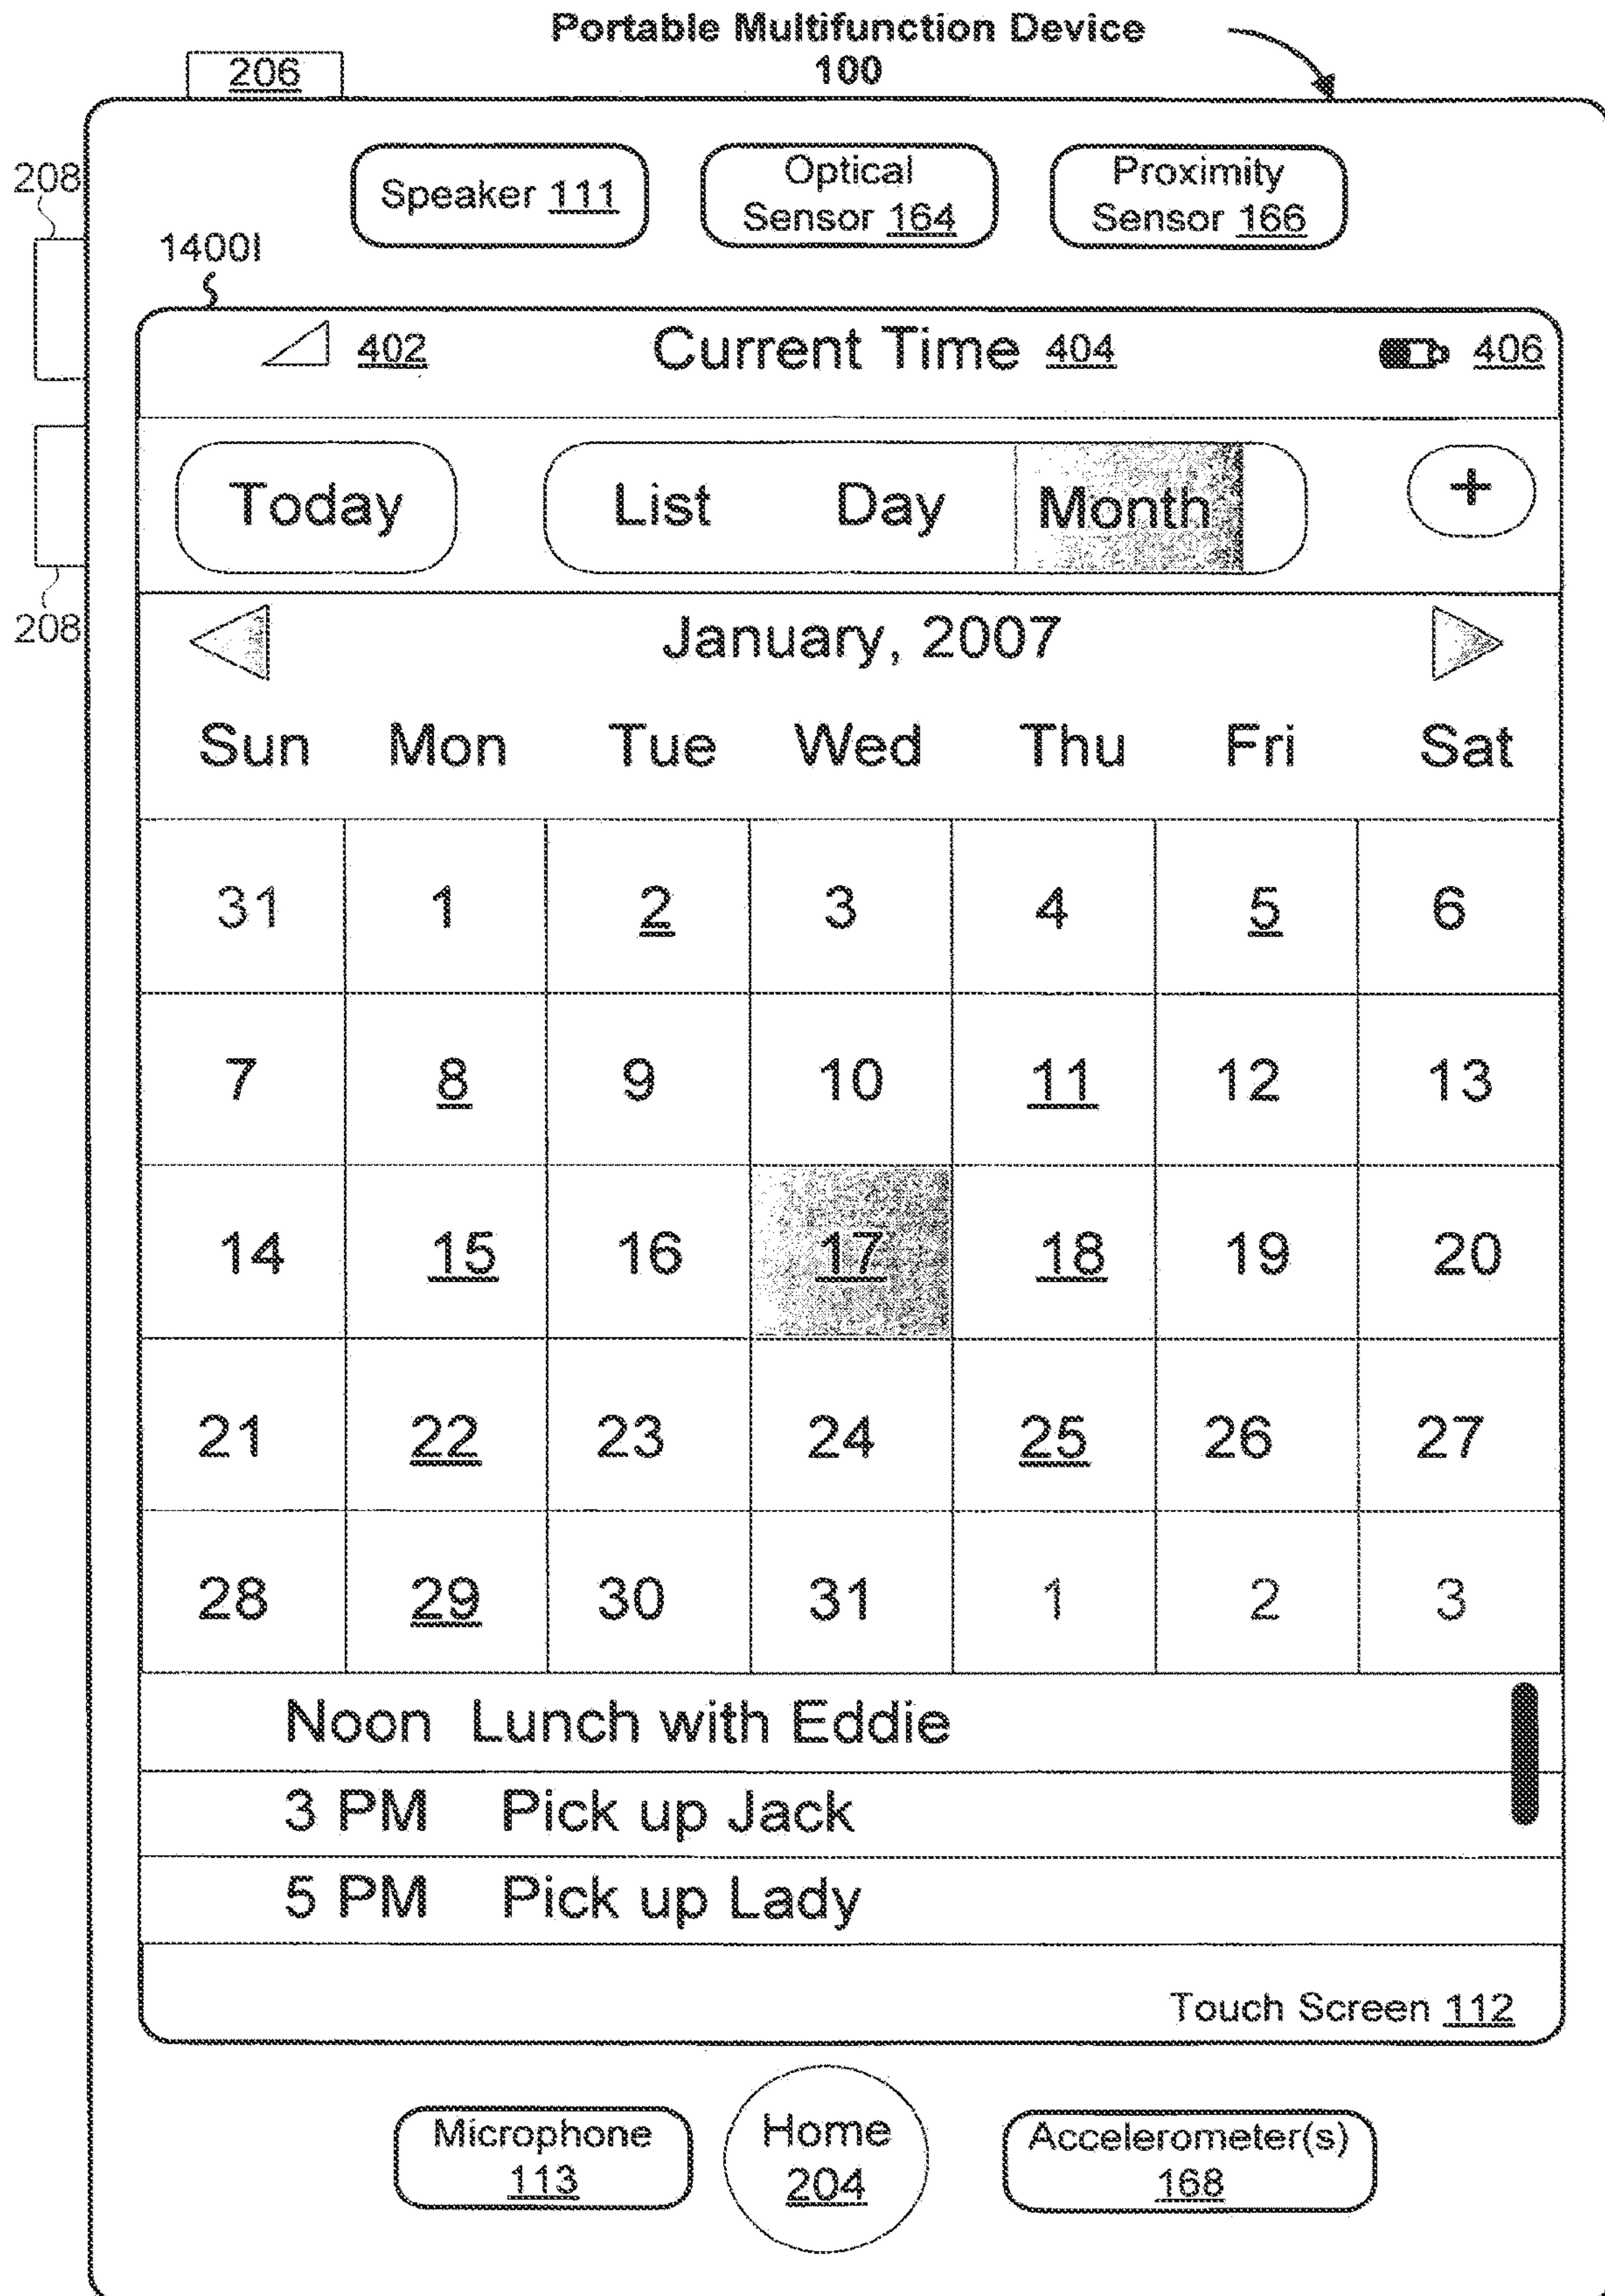 Portable Multifunction Device
100
206
208
Speaker 111
Optical
Sensor 164
Proximity
Sensor 166
1400I
402 Current Time 404 406
Today List Day Month +
208
January, 2007
Sun Mon Tue Wed Thu Fri Sat
31 1 2 3 4 5 6
7 8 9 10 11 12 13
14 15 16 17 18 19 20
21 22 23 24 25 26 27
28 29 30 31 1 2 3
Noon Lunch with Eddie
3 PM Pick up Jack
5 PM Pick up Lady
Touch Screen 112
Microphone
113
Home
204
Accelerometer(s)
168